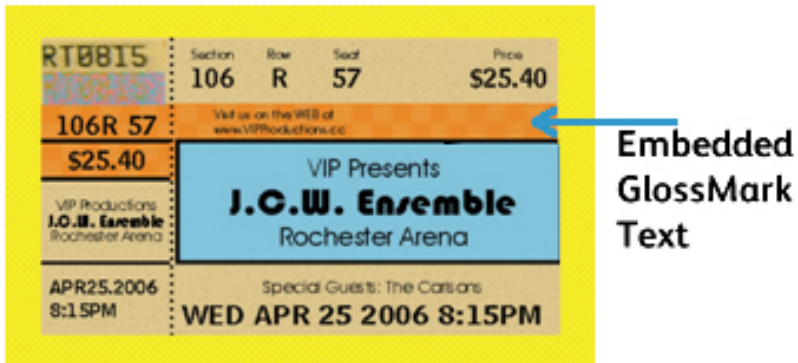 RT0815
106R 57
$25.40
VIP Productions
J.C.W. Ensemble
Rochester Arena
APR25.2006
8:15PM
Section Row Seat Price
106 R 57 $25.40
Visit us on the WEB at
www.VIPProductions.cc
VIP Presents
J.C.W. Ensemble
Rochester Arena
Special Guests: The Carlsons
WED APR 25 2006 8:15PM
Embedded
GlossMark
Text